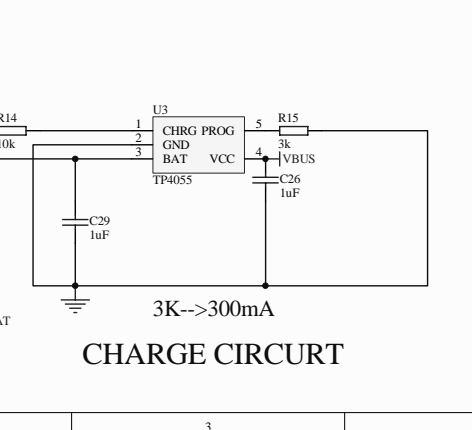 U3
R14
10k
1
2
3
CHRG PROG
GND
BAT VCC
TP4055
5
4
R15
3k
VBUS
C26
1uF
C29
1uF
3K-->300mA
CHARGE CIRCURT
3